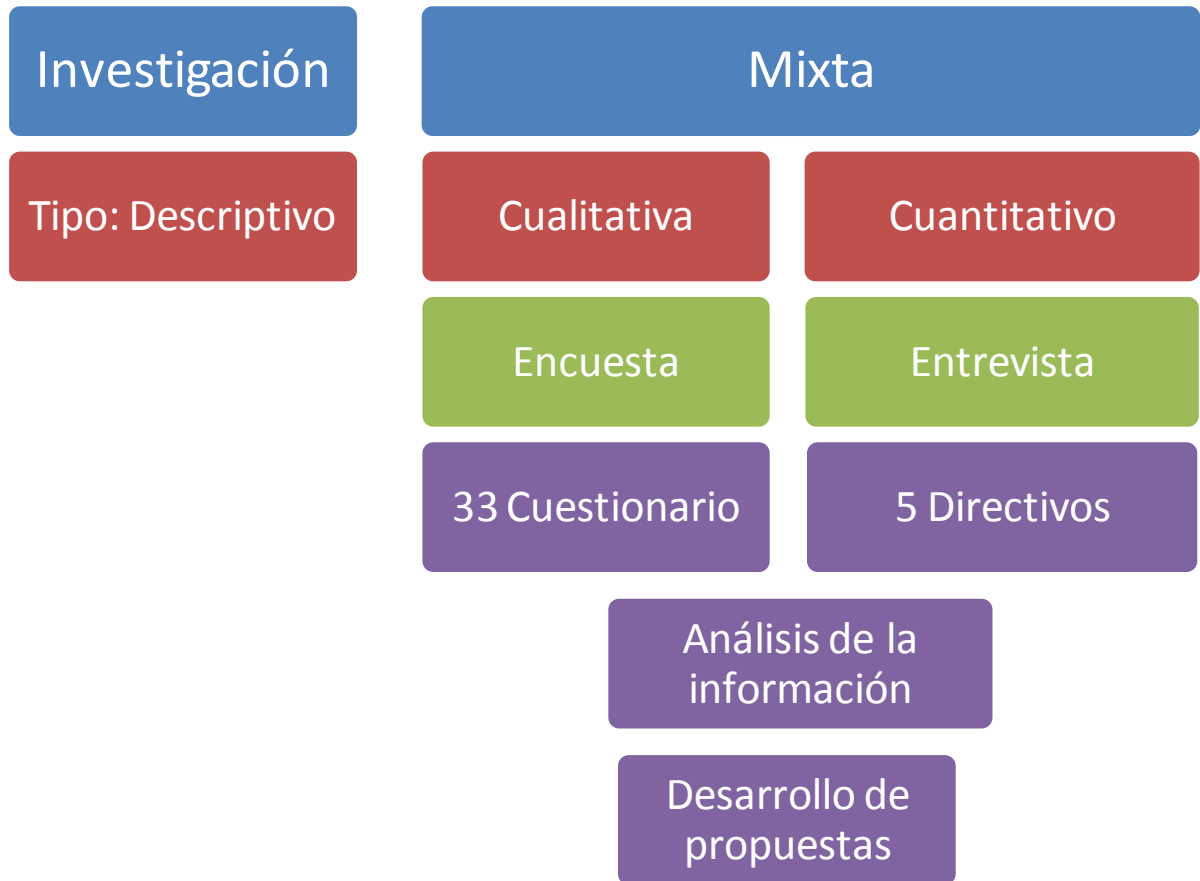 Investigación
Mixta
Tipo: Descriptivo
Cualitativa
Cuantitativo
Encuesta
Entrevista
33 Cuestionario
5 Directivos
Análisis de la
información
Desarrollo de
propuestas